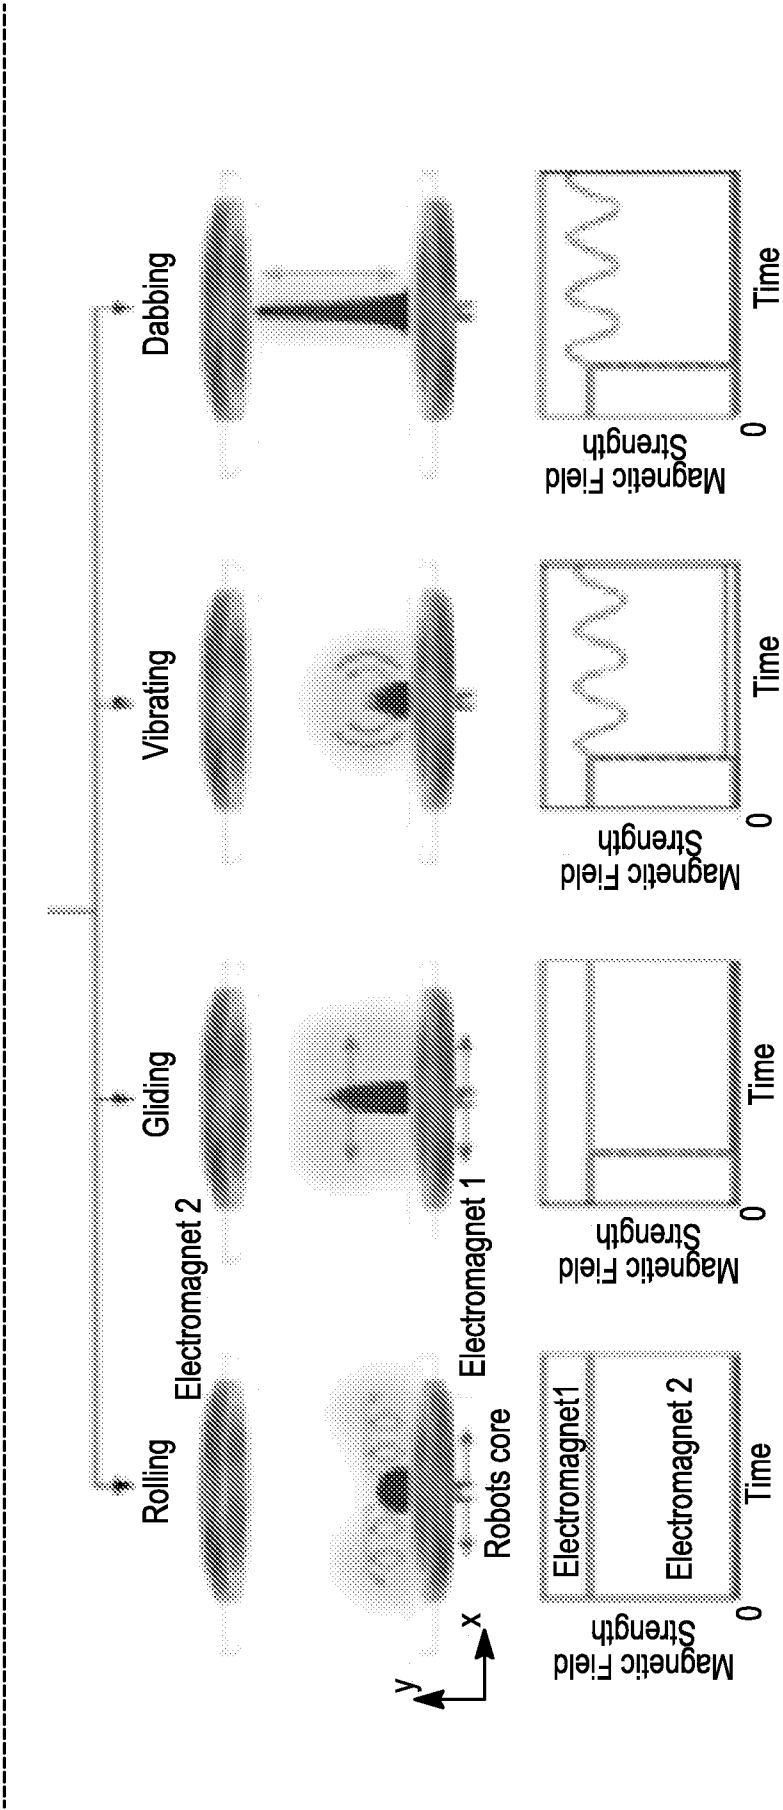 Rolling
Gliding
Vibrating
Dabbing
Electromagnet 2
Electromagnet 1
Robots core
y
x
Magnetic Field
Strength
Electromagnet1
Electromagnet 2
0
Time
Magnetic Field
Strength
0
Time
Magnetic Field
Strength
0
Time
Magnetic Field
Strength
0
Time